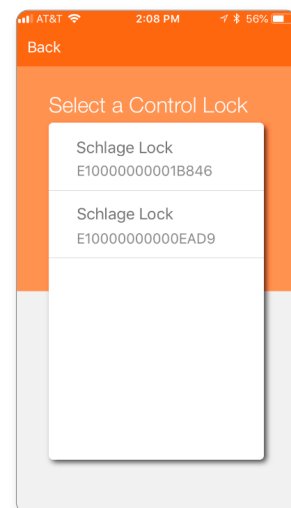 AT&T 2:08 PM 56%
Back
Select a Control Lock
Schlage Lock
E10000000001B846
Schlage Lock
E10000000000EAD9